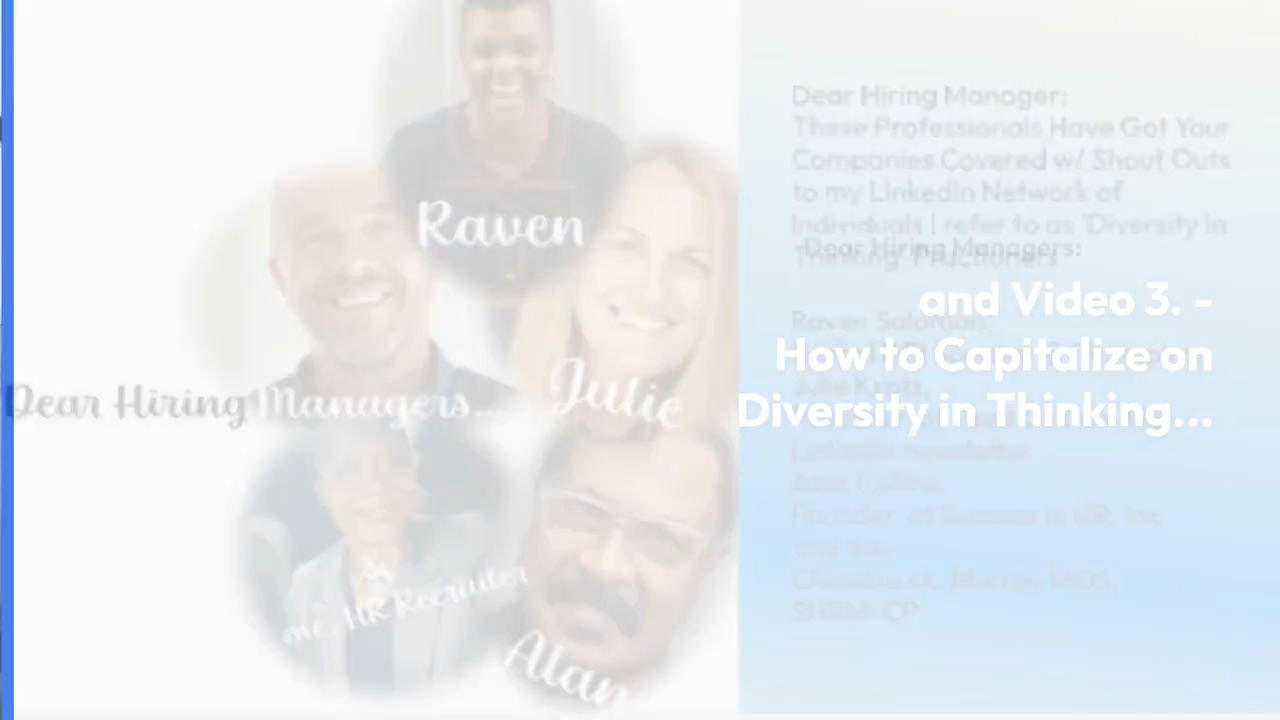 Raven
Julie
Dear Hiring Managers...
me, HR Recruiter
Alan
Dear Hiring Manager:
These Professionals Have Got Your
Companies Covered w/ Shout Outs
to my LinkedIn Network of
Individuals I refer to as "Diversity in
Thinking"
Dear Hiring Managers:
and Video 3. -
How to Capitalize on
Diversity in Thinking...
Raven Solomon,
Julie Kratz,
LinkedIn newsletter
Alan Collins,
Founder of Success in HR, Inc.
and me,
Murray, MOS,
SHRM-CP